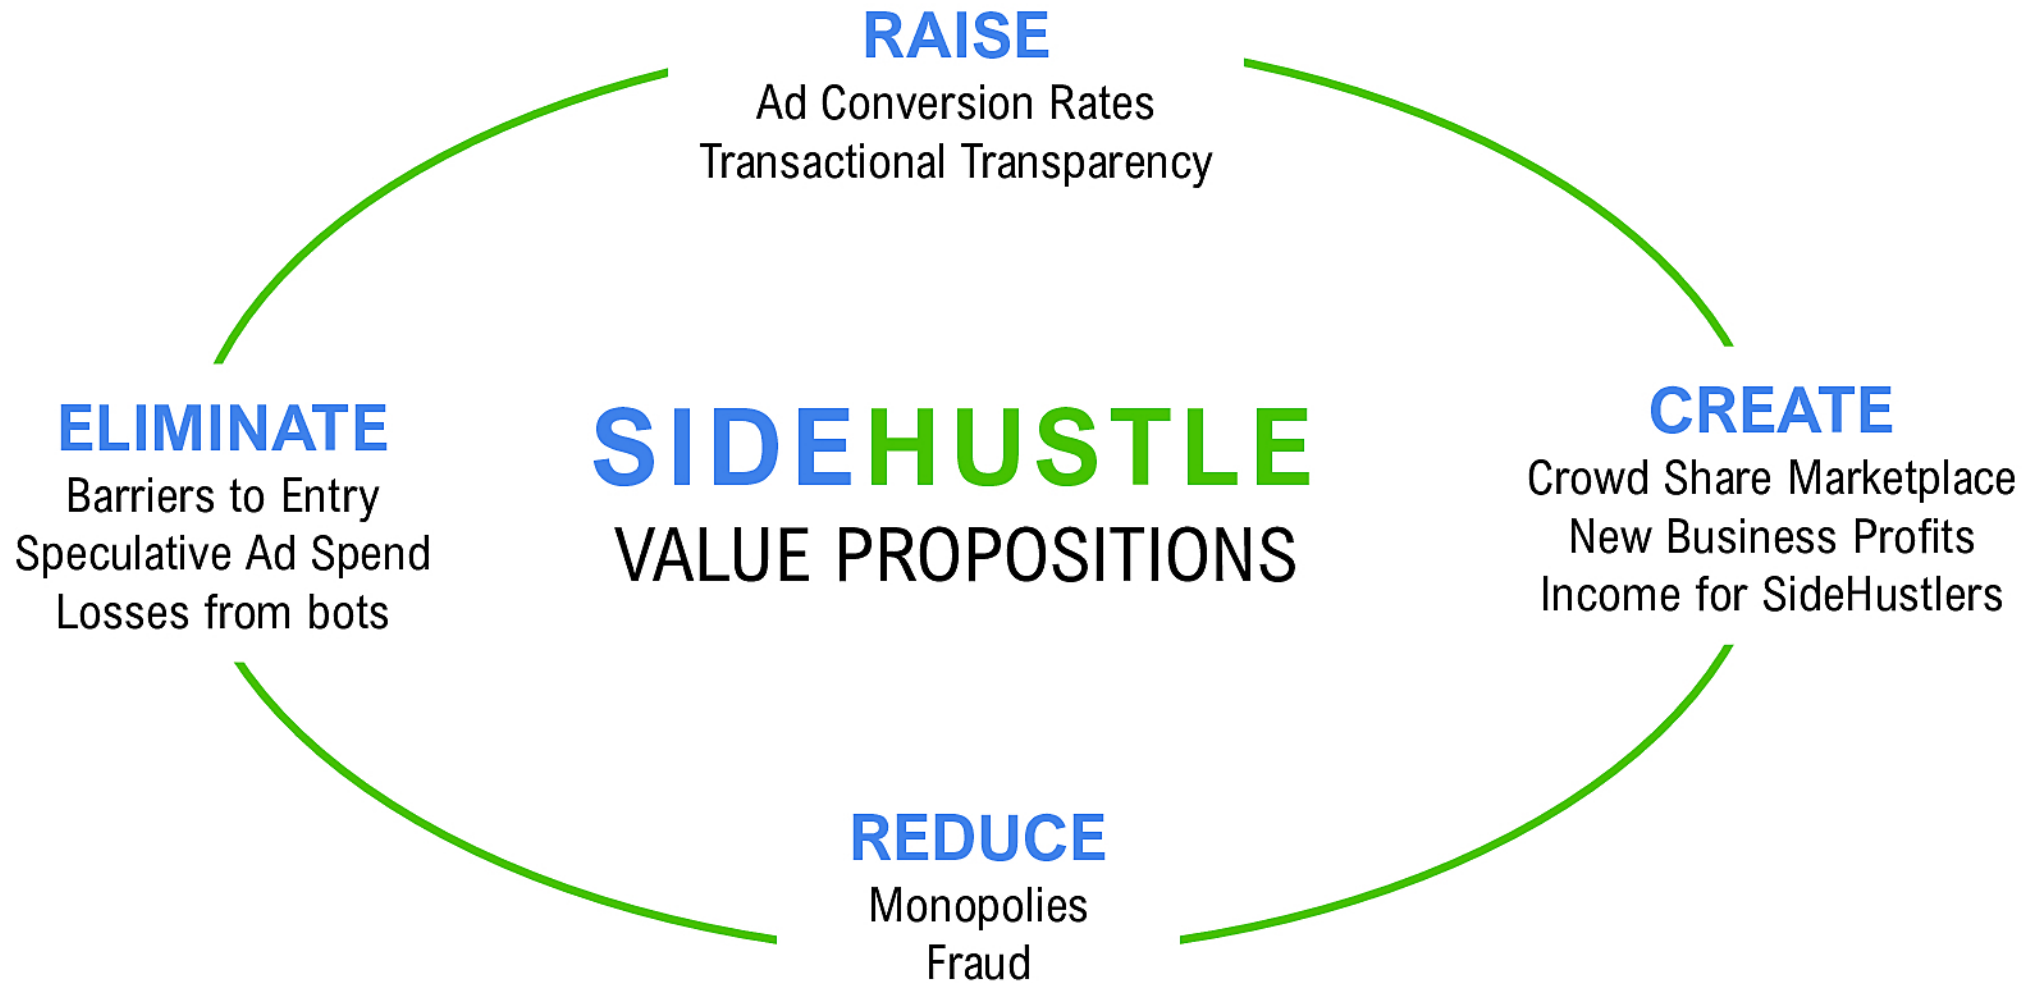 RAISE
Ad Conversion Rates
Transactional Transparency
ELIMINATE
Barriers to Entry
Speculative Ad Spend
Losses from bots
SIDEHUSTLE
VALUE PROPOSITIONS
CREATE
Crowd Share Marketplace
New Business Profits
Income for SideHustlers
REDUCE
Monopolies
Fraud